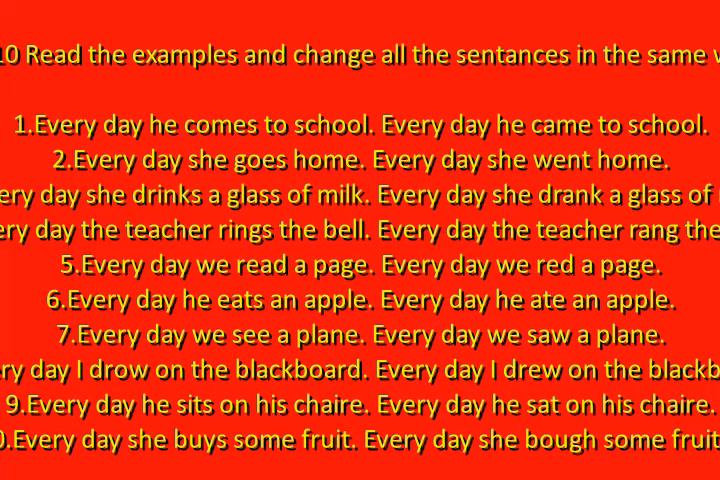 10 Read the examples and change all the sentances in the same
1.Every day he comes to school. Every day he came to school.
2.Every day she goes home. Every day she went home.
ery day she drinks a glass of milk. Every day she drank a glass of
ery day the teacher rings the bell. Every day the teacher rang the
5.Every day we read a page. Every day we red a page.
6.Every day he eats an apple. Every day he ate an apple.
7.Every day we see a plane. Every day we saw a plane.
ry day I drow on the blackboard. Every day I drew on the blackb
9.Every day he sits on his chaire. Every day he sat on his chaire.
0.Every day she buys some fruit. Every day she bough some fruit